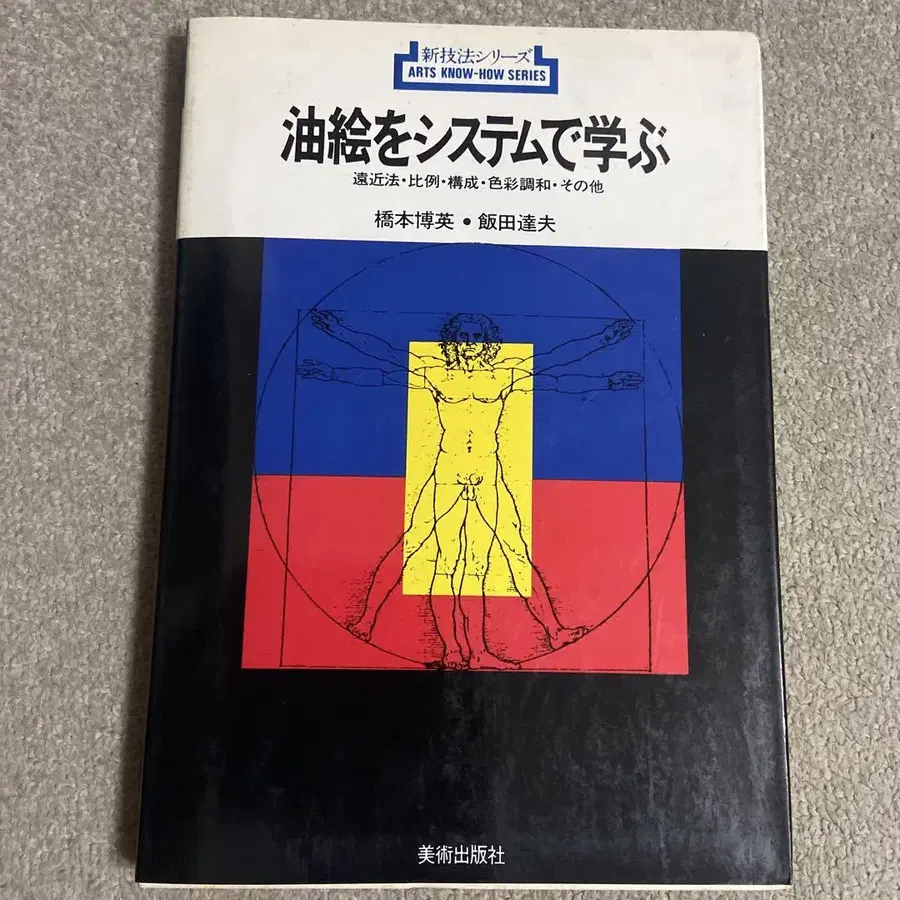 新技法シリーズ
ARTS KNOW-HOW SERIES
油絵をシステムで学ぶ
遠近法・比例・構成・色彩調和・その他
橋本博英・飯田達夫
美術出版社